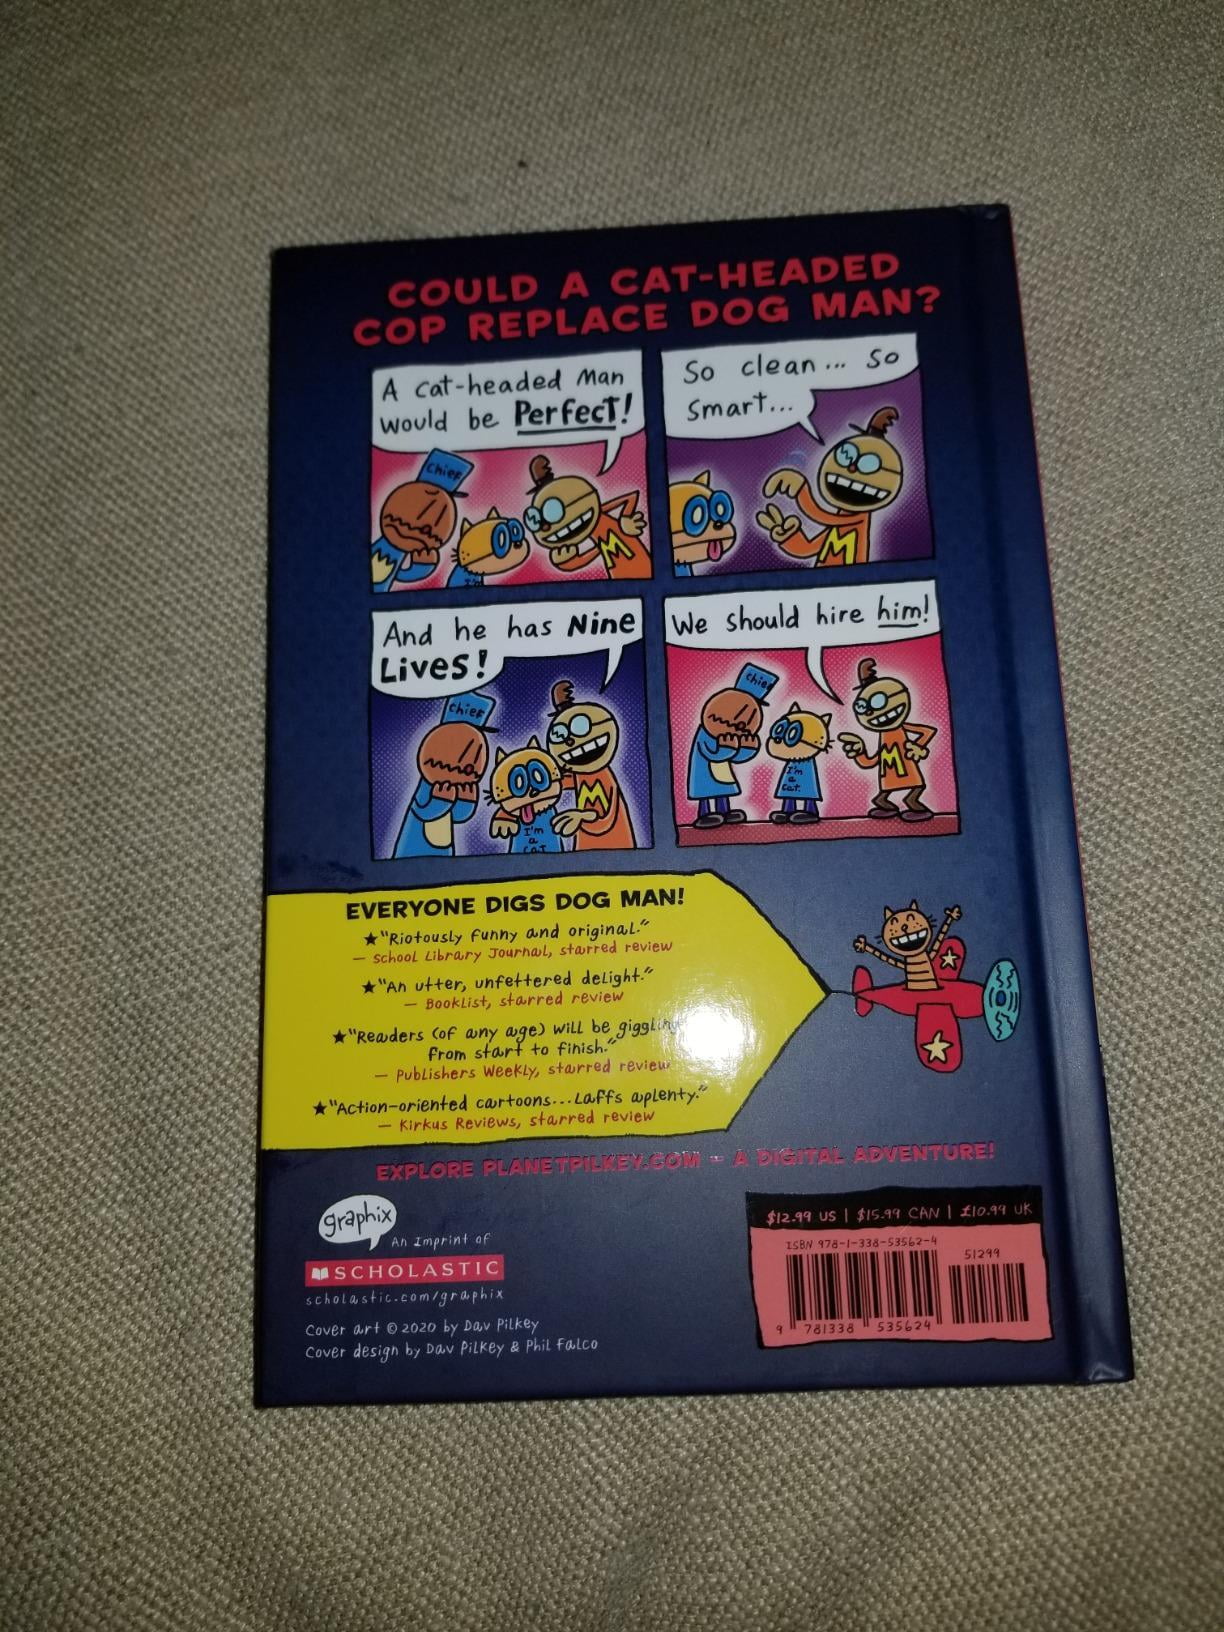 COULD A CAT-HEADED
COP REPLACE DOG MAN?
A cat-headed Man
would be Perfect!
Chief
I'm
M
So clean... So
Smart...
M
And he has Nine
Lives!
Chief
I'm
a
cat
M
We should hire him!
Chief
I'm
a
cat.
M
EVERYONE DIGS DOG MAN!
★"Riotously funny and original."
— School Library Journal, starred review
★"An utter, unfettered delight."
— Booklist, starred review
★"Readers (of any age) will be giggling
from start to finish."
— Publishers Weekly, starred review
★"Action-oriented cartoons...Laffs aplenty."
— Kirkus Reviews, starred review
EXPLORE PLANETPILKEY.COM – A DIGITAL ADVENTURE!
graphix
An Imprint of
SCHOLASTIC
scholastic.com/graphix
Cover art © 2020 by Dav Pilkey
Cover design by Dav Pilkey & Phil Falco
$12.99 US | $15.99 CAN | £10.99 UK
ISBN 978-1-338-53562-4
51299
9 781338 535624